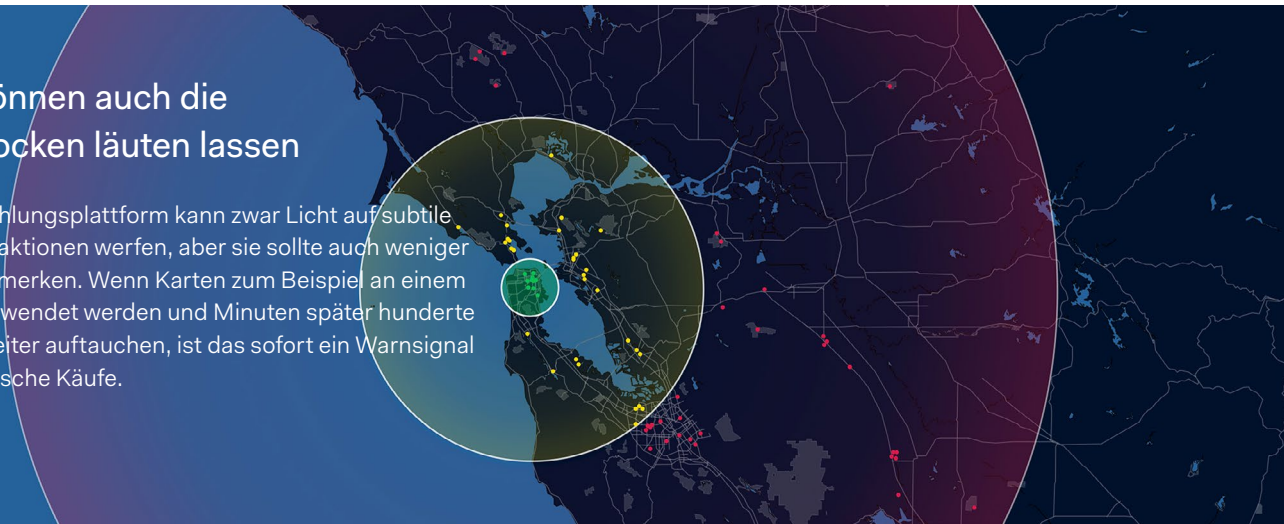 önnen auch die
ocken läuten lassen
hlungsplattform kann zwar Licht auf subtile
aktionen werfen, aber sie sollte auch weniger
merken. Wenn Karten zum Beispiel an einem
wendet werden und Minuten später hunderte
eiter auftauchen, ist das sofort ein Warnsignal
sche Käufe.